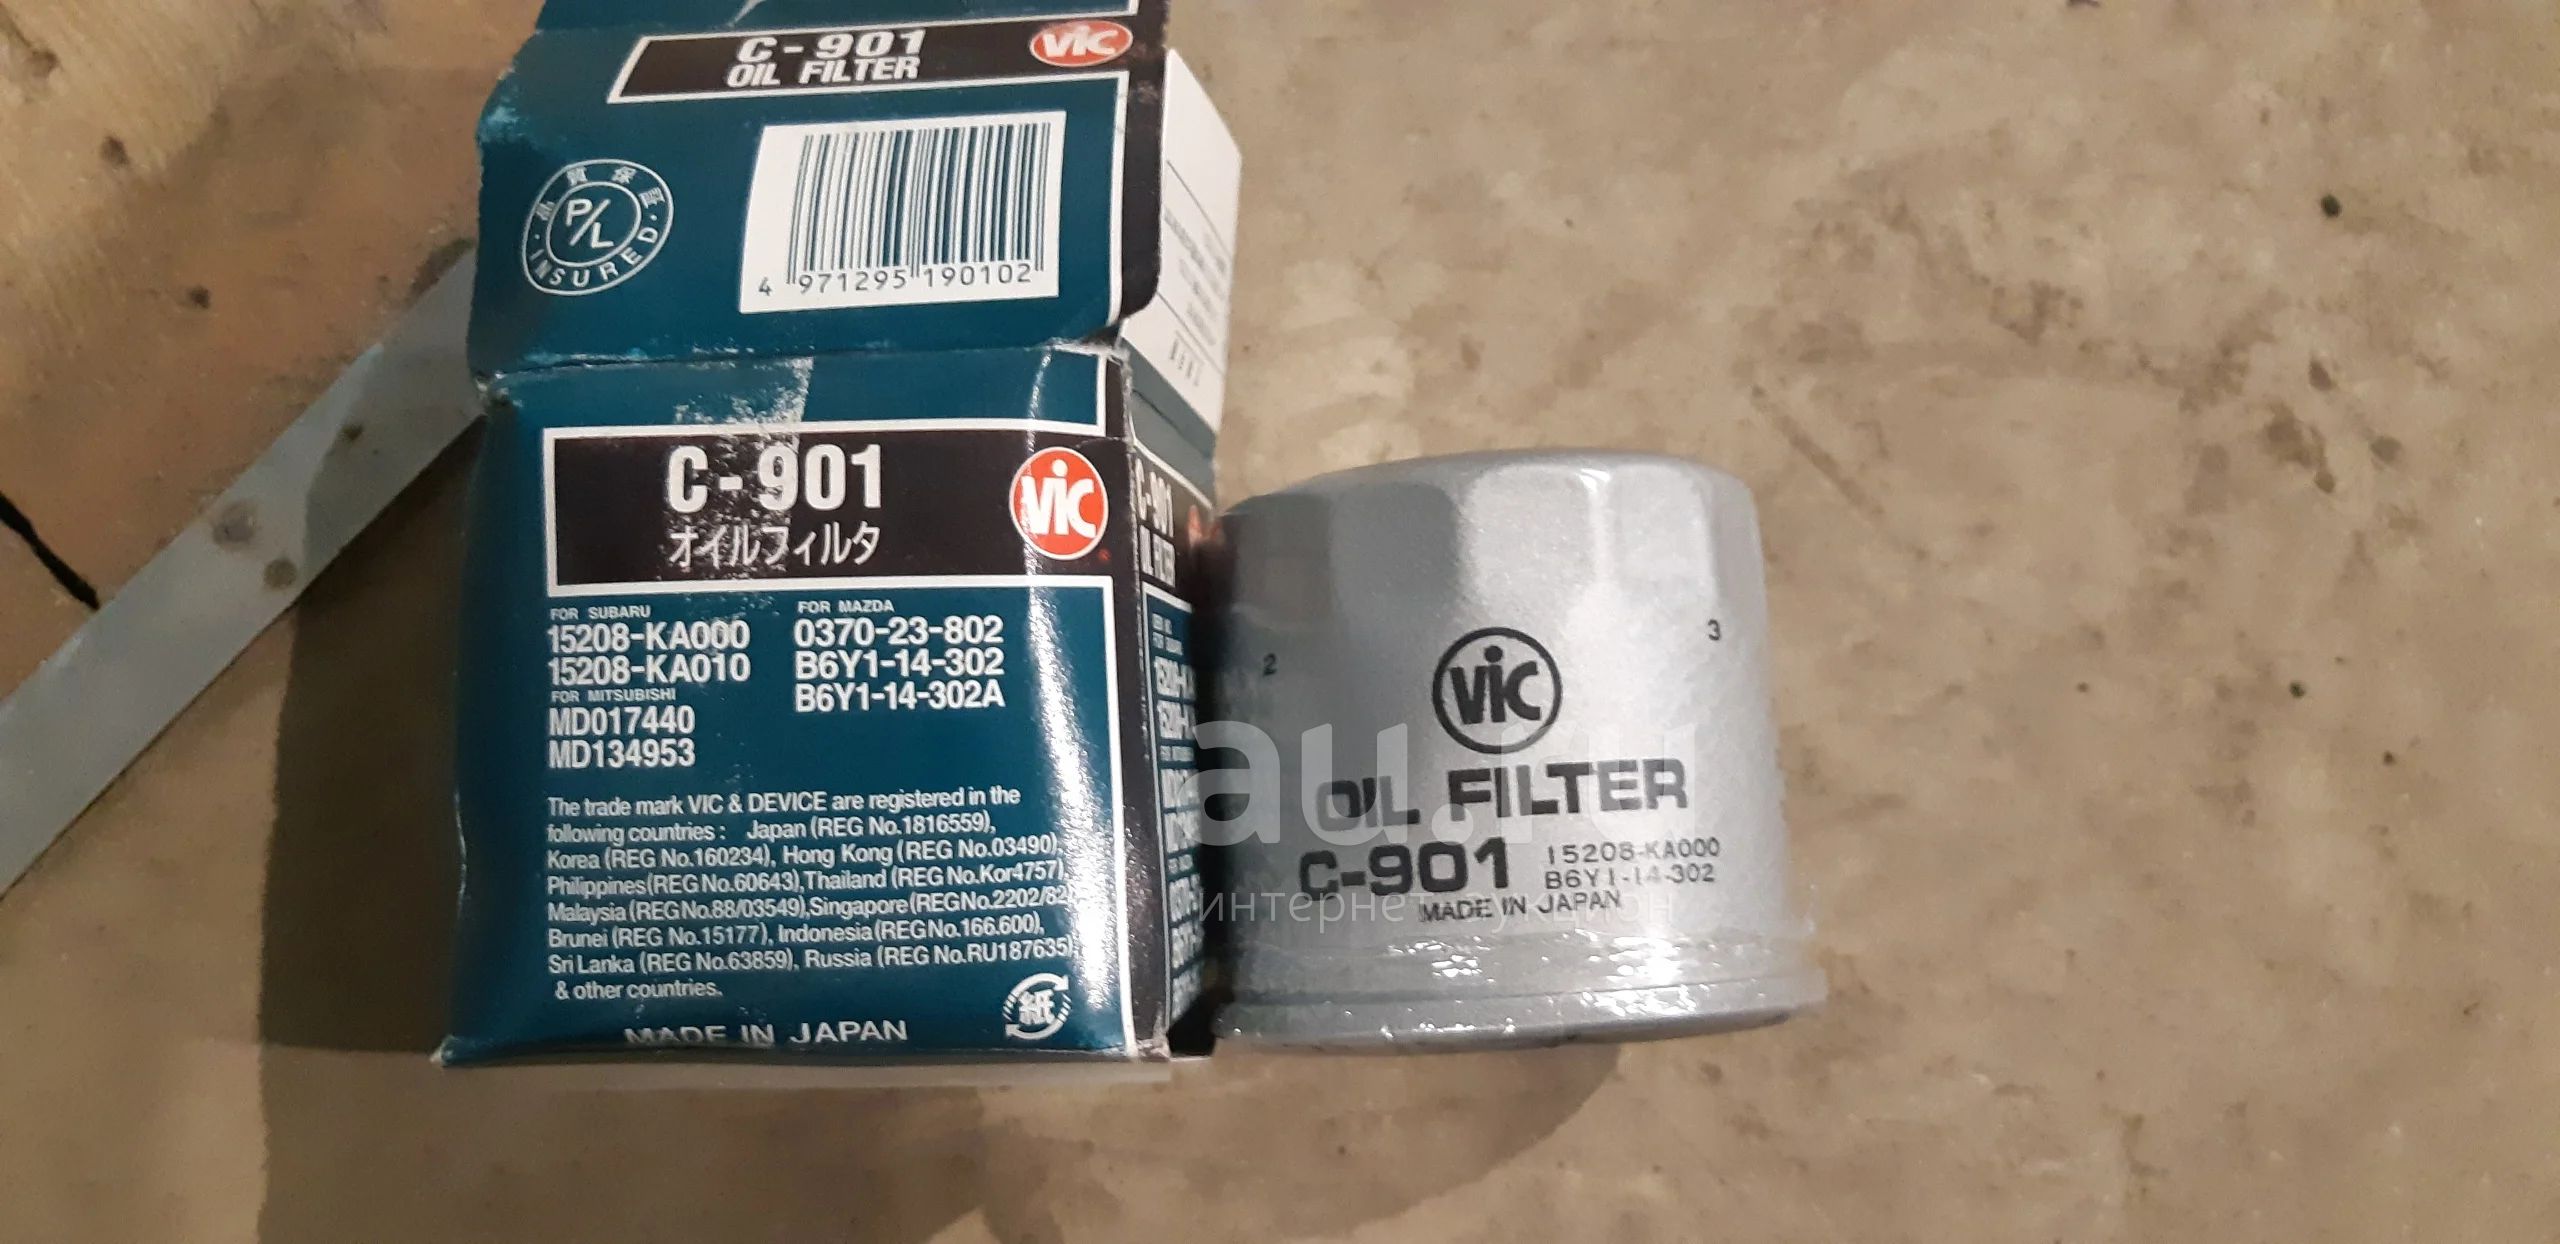 C-901
OIL FILTER
VIC
品質保証
P/L
INSURED
4 971295 190102
C-901
オイルフィルタ
VIC
FOR SUBARU
15208-KA000
15208-KA010
FOR MITSUBISHI
MD017440
MD134953
FOR MAZDA
0370-23-802
B6Y1-14-302
B6Y1-14-302A
The trade mark VIC & DEVICE are registered in the
following countries : Japan (REG No.1816559),
Korea (REG No.160234), Hong Kong (REG No.03490),
Philippines(REG No.60643),Thailand (REG No.Kor4757),
Malaysia (REG No.88/03549),Singapore(REG No.2202/82
Brunei (REG No.15177), Indonesia (REG No.166.600),
Sri Lanka (REG No.63859), Russia (REG No.RU187635)
& other countries.
紙
MADE IN JAPAN
C-901
2
3
VIC
OIL FILTER
C-901
15208-KA000
B6Y1-14-302
MADE IN JAPAN
au.ru
интернет аукцион